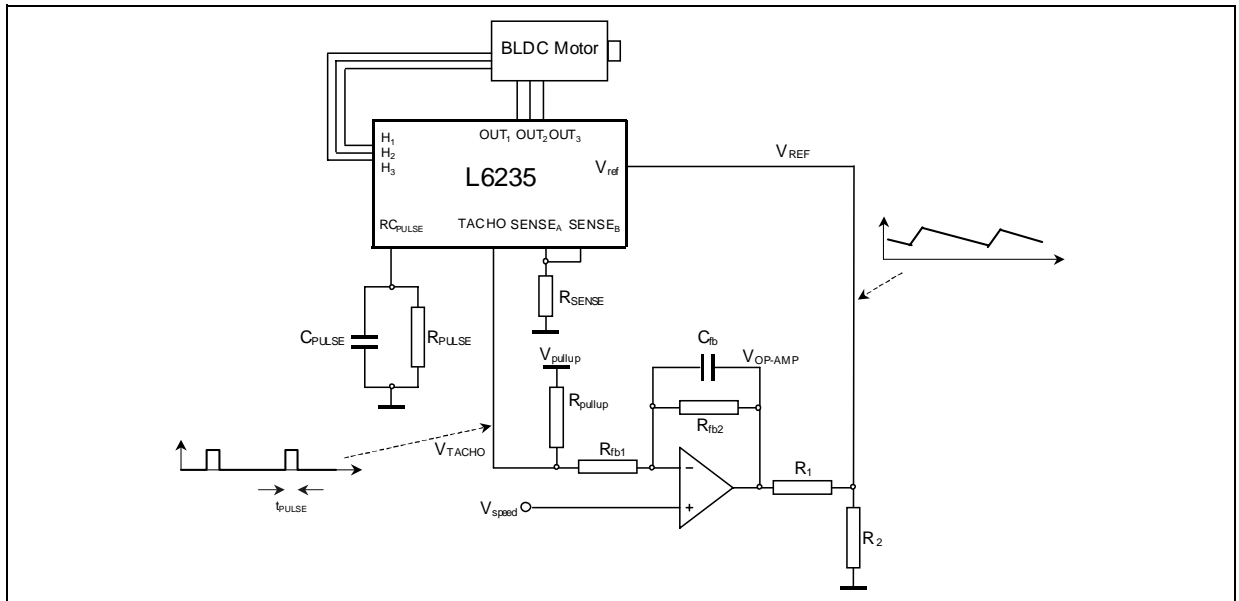 BLDC Motor
H1
H2
H3
OUT1 OUT2 OUT3
L6235
Vref
VREF
RCPULSE
TACHO SENSEA SENSEB
RSENSE
CPULSE
RPULSE
Vpullup
Rpullup
Cfb
VOP-AMP
Rfb2
VTACHO
Rfb1
R1
tPULSE
Vspeed
R2
−
+